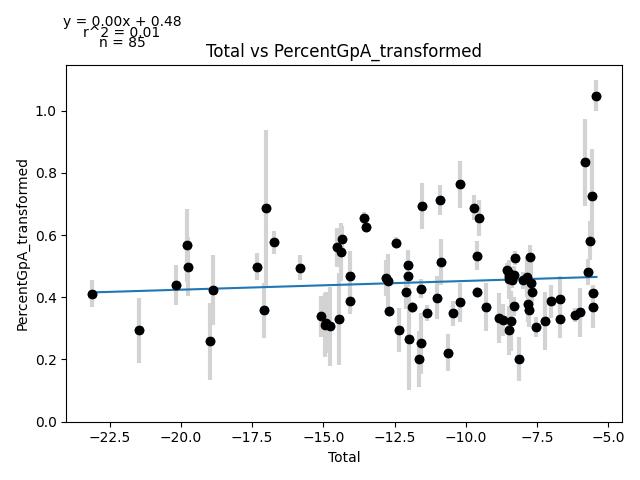 y = 0.00x + 0.48
r^2 = 0.01
n = 85
Total vs PercentGpA_transformed
PercentGpA_transformed
1.0
0.8
0.6
0.4
0.2
0.0
−22.5 −20.0 −17.5 −15.0 −12.5 −10.0 −7.5 −5.0
Total